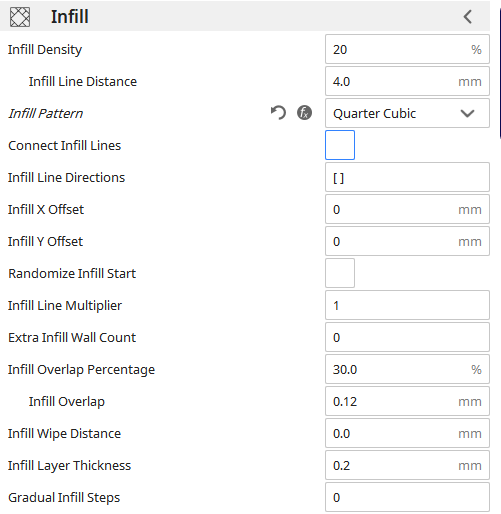 Infill
Infill Density 20 %
Infill Line Distance 4.0 mm
Infill Pattern fx Quarter Cubic
Connect Infill Lines
Infill Line Directions [ ]
Infill X Offset 0 mm
Infill Y Offset 0 mm
Randomize Infill Start
Infill Line Multiplier 1
Extra Infill Wall Count 0
Infill Overlap Percentage 30.0 %
Infill Overlap 0.12 mm
Infill Wipe Distance 0.0 mm
Infill Layer Thickness 0.2 mm
Gradual Infill Steps 0